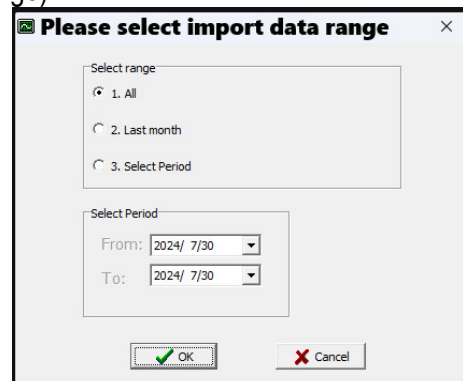 ge)
Please select import data range
Select range
1. All
2. Last month
3. Select Period
Select Period
From: 2024/ 7/30
To: 2024/ 7/30
OK Cancel